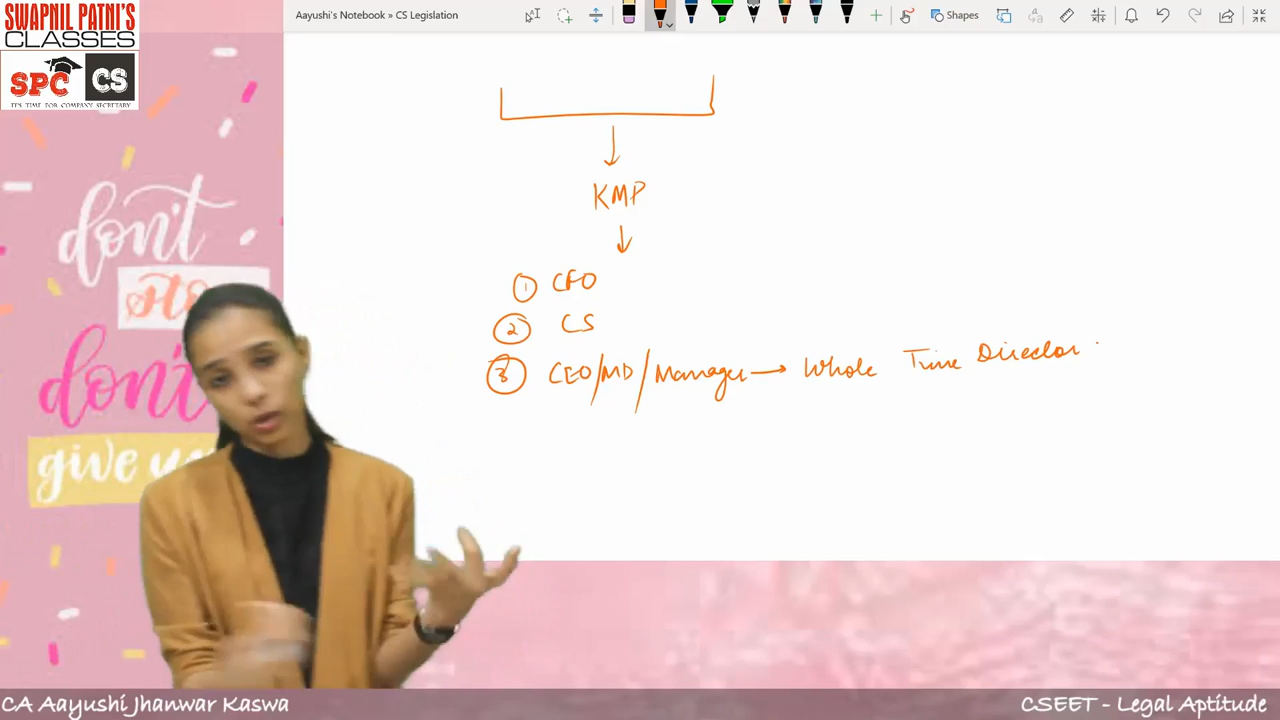 SWAPNIL PATNI'S
CLASSES
SPC CS
IT'S TIME FOR COMPANY SECRETARY
Aayushi's Notebook » CS Legislation
Shapes
don't
don't
give
KMP
1 CFO
2 CS
3 CEO/MD/Manager → Whole Time Director
CA Aayushi Jhanwar Kaswa
CSEET - Legal Aptitude